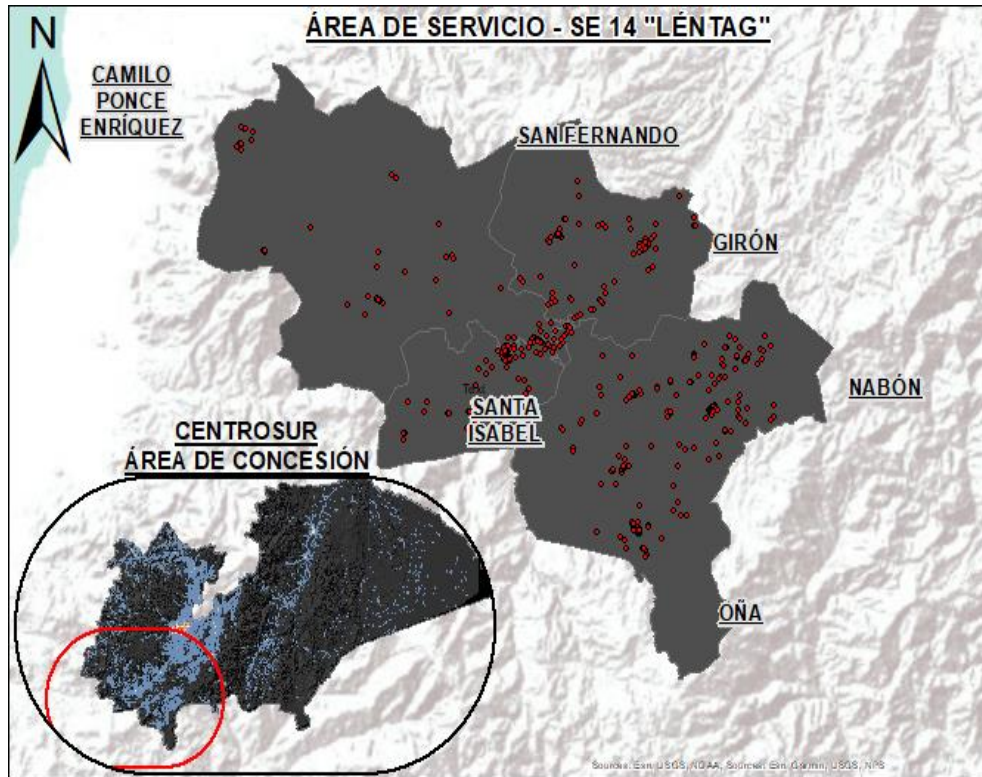 ÁREA DE SERVICIO - SE 14 "LÉNTAG"
N
CAMILO
PONCE
ENRÍQUEZ
SAN FERNANDO
GIRÓN
NABÓN
SANTA
ISABEL
CENTROSUR
ÁREA DE CONCESIÓN
OÑA
Sources: Esri, USGS, NOAA, Sources: Esri, Garmin, USGS, NPS